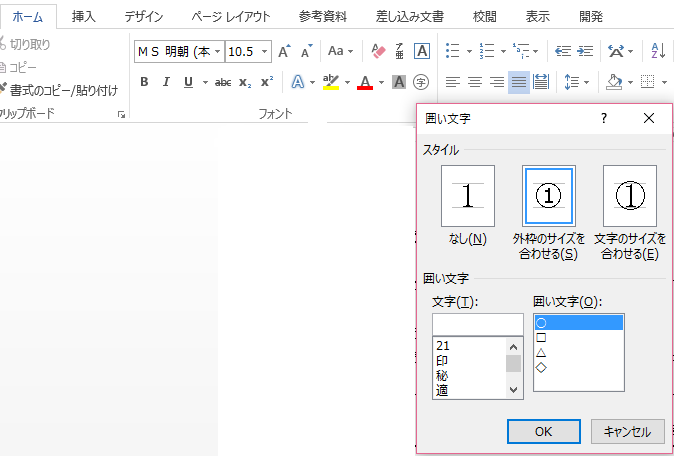 ホーム 挿入 デザイン ページ レイアウト 参考資料 差し込み文書 校閲 表示 開発
切り取り
コピー
書式のコピー/貼り付け
クリップボード
ＭＳ 明朝 (本 10.5 A A Aa ア亜 A
B I U abc x₂ x² A ab A A 字
フォント
囲い文字 ?
スタイル
1 ① ①
なし(N) 外枠のサイズを合わせる(S) 文字のサイズを合わせる(E)
囲い文字
文字(T): 囲い文字(O):
○
21 □
印 △
秘 ◇
適
OK キャンセル